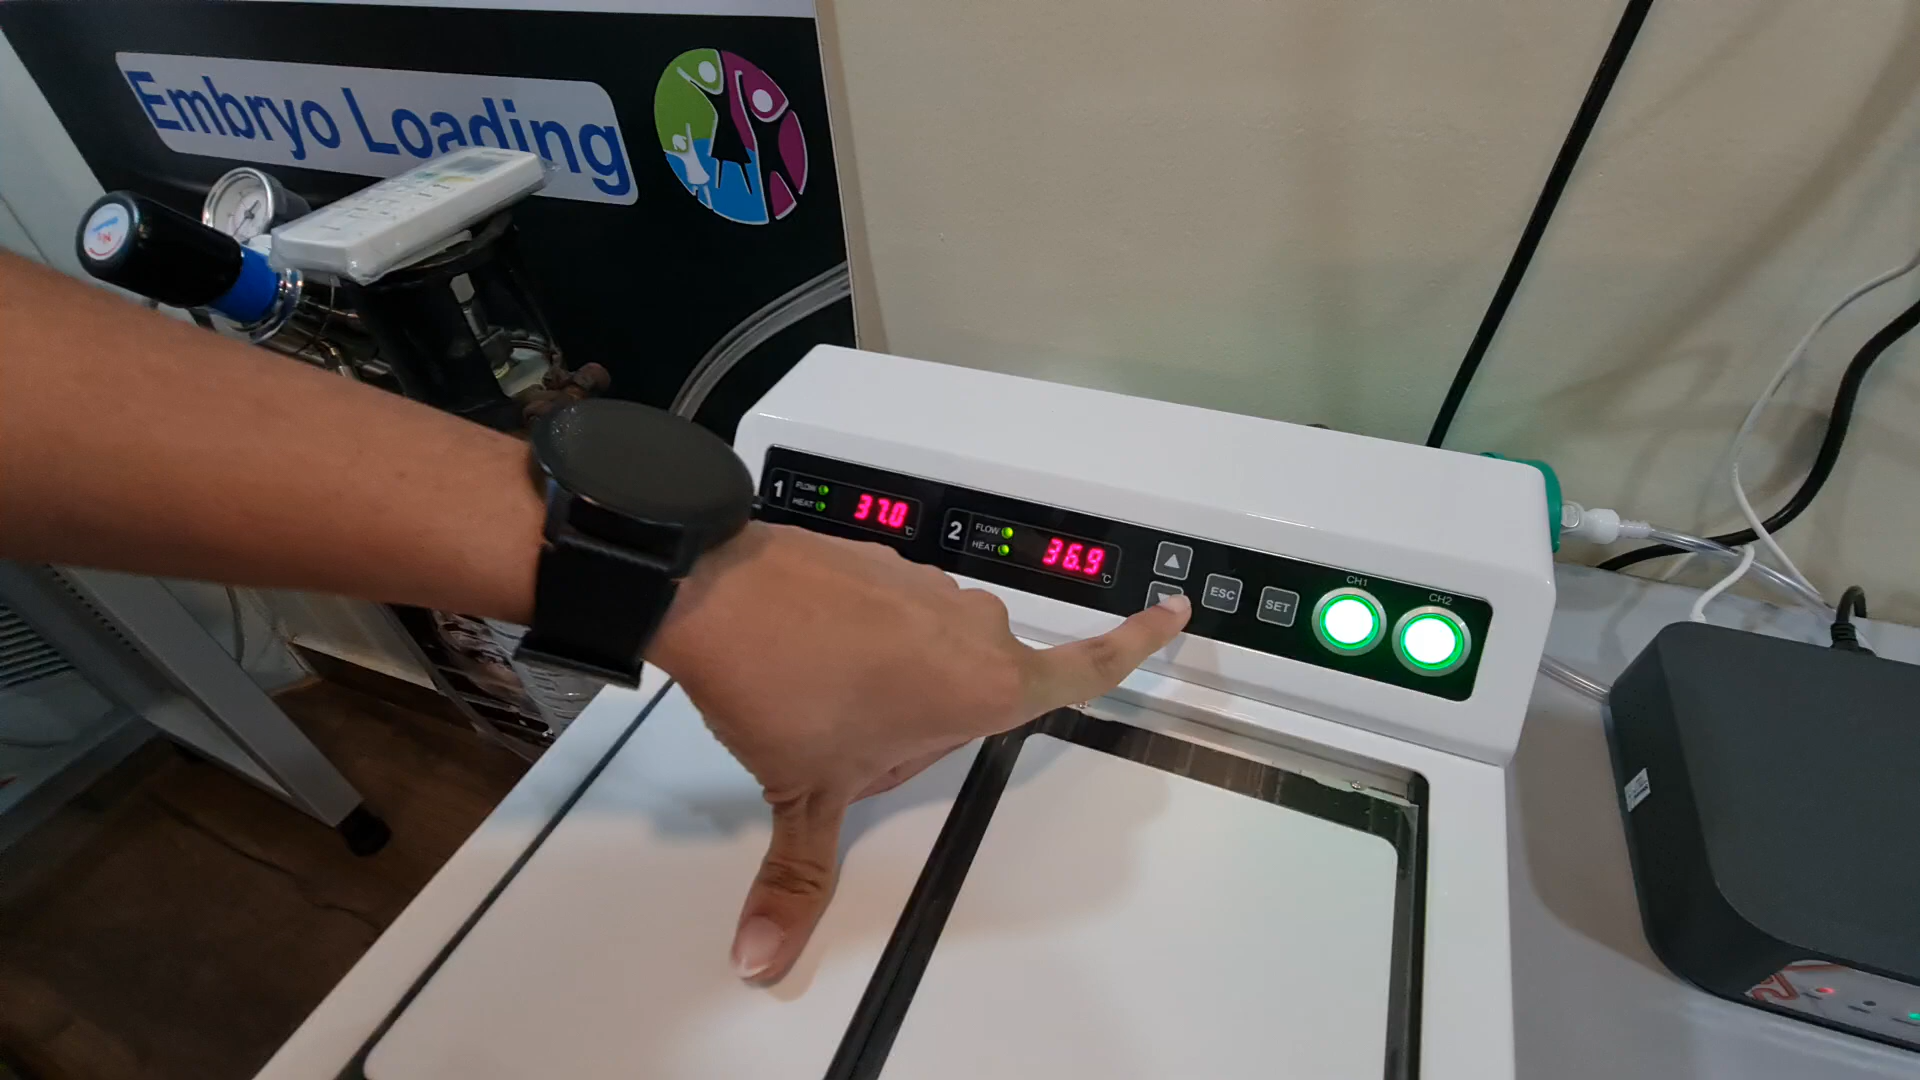 Embryo Loading
1 FLOW
HEAT
37.0 °C
2 FLOW
HEAT
36.9 °C
ESC
SET
CH1
CH2